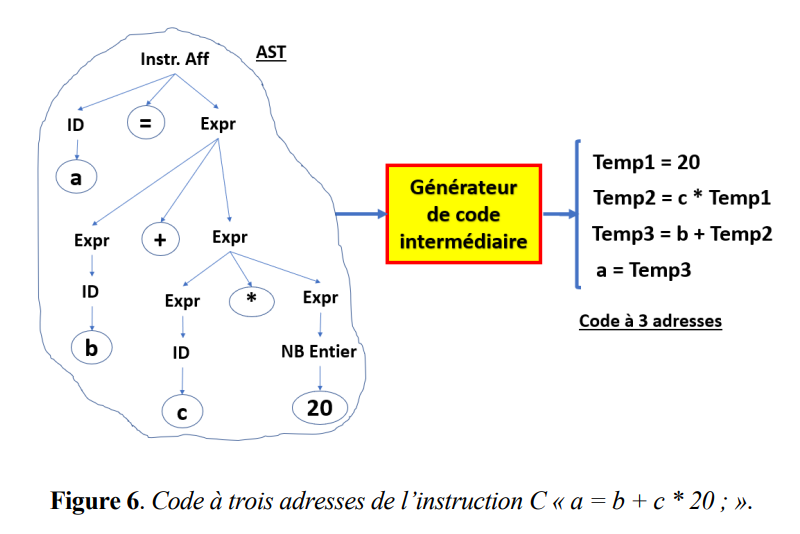 AST
Instr. Aff
ID
=
Expr
a
Expr
+
Expr
ID
Expr
*
Expr
b
ID
NB Entier
c
20
Générateur
de code
intermédiaire
Temp1 = 20
Temp2 = c * Temp1
Temp3 = b + Temp2
a = Temp3
Code à 3 adresses
Figure 6. Code à trois adresses de l’instruction C « a = b + c * 20 ; ».